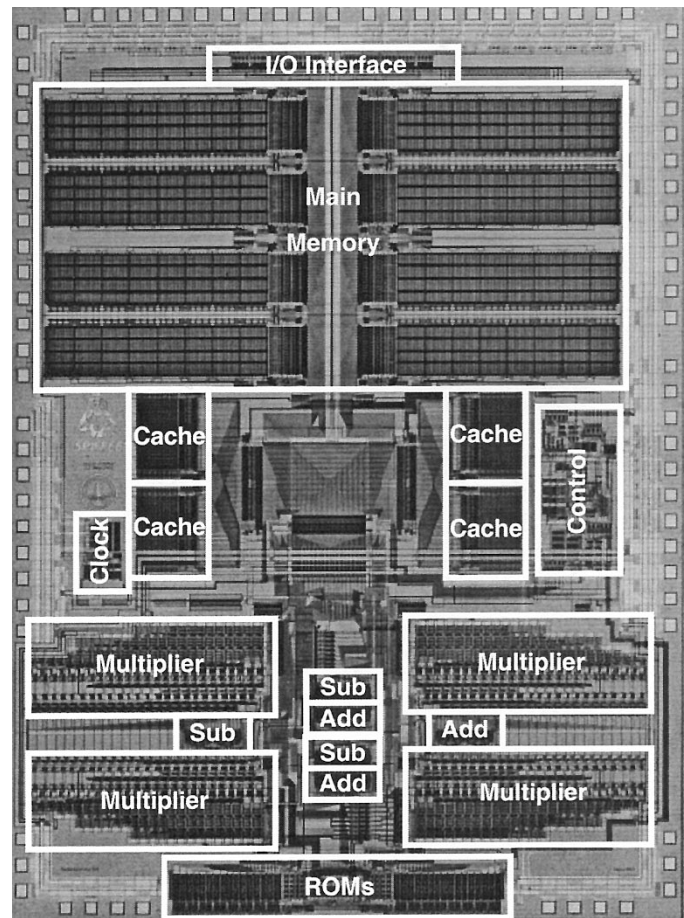 I/O Interface
Main
Memory
Cache
Cache
Cache
Cache
Clock
Control
Multiplier
Multiplier
Sub
Add
Sub
Add
Sub
Add
Multiplier
Multiplier
ROMs